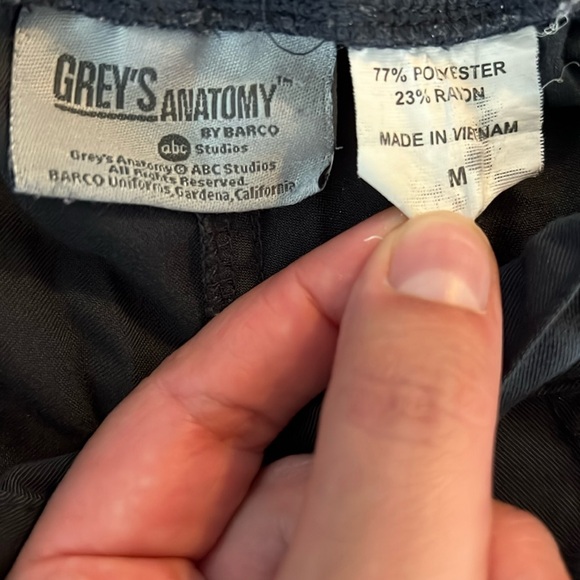 GREY'S ANATOMY™
BY BARCO
abc Studios
Grey's Anatomy © ABC Studios
All Rights Reserved.
BARCO Uniforms, Gardena, California
77% POLYESTER
23% RAYON
MADE IN VIETNAM
M